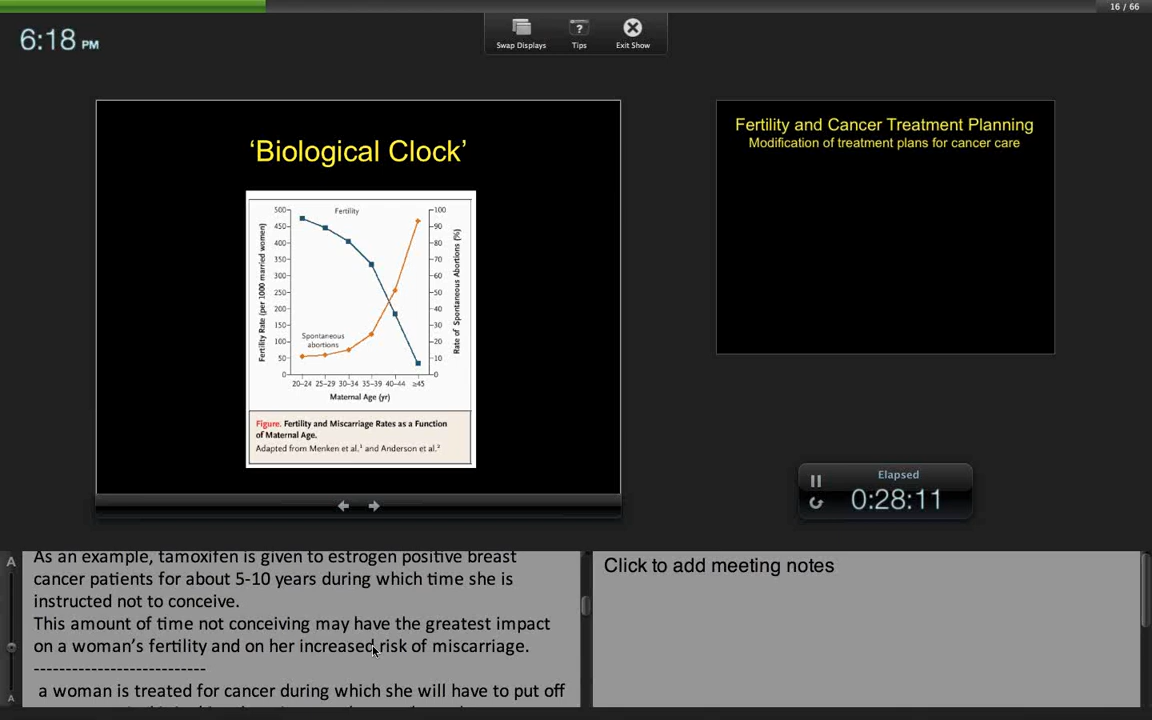 16 / 66
6:18 PM
?
Swap Displays
Tips
Exit Show
'Biological Clock'
Fertility Rate (per 1000 married women)
500
450
400
350
300
250
200
150
100
50
0
Fertility
Spontaneous
abortions
100
90
80
70
60
50
40
30
20
10
0
Rate of Spontaneous Abortions (%)
20–24 25–29 30–34 35–39 40–44 ≥45
Maternal Age (yr)
Figure. Fertility and Miscarriage Rates as a Function
of Maternal Age.
Adapted from Menken et al.¹ and Anderson et al.²
Fertility and Cancer Treatment Planning
Modification of treatment plans for cancer care
Elapsed
0:28:11
A
A
As an example, tamoxifen is given to estrogen positive breast
cancer patients for about 5-10 years during which time she is
instructed not to conceive.
This amount of time not conceiving may have the greatest impact
on a woman's fertility and on her increased risk of miscarriage.
--------------------------
a woman is treated for cancer during which she will have to put off
Click to add meeting notes